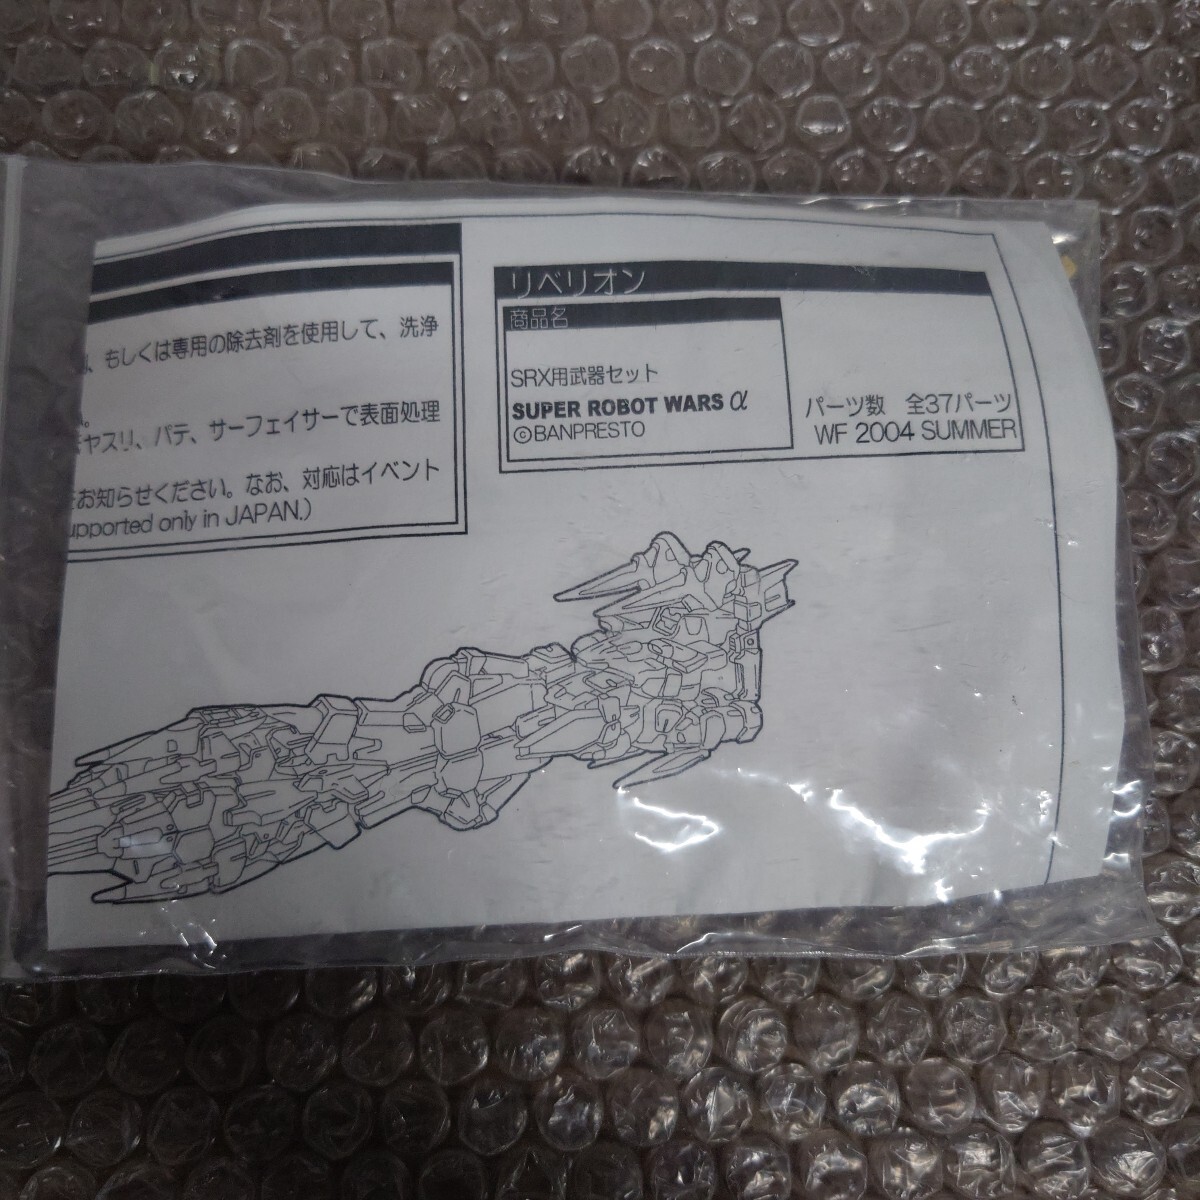 もしくは専用の除去剤を使用して、洗浄
ヤスリ、パテ、サーフェイサーで表面処理
お知らせください。なお、対応はイベント
upported only in JAPAN.)
リベリオン
商品名
SRX用武器セット
SUPER ROBOT WARS α
©BANPRESTO
パーツ数 全37パーツ
WF 2004 SUMMER